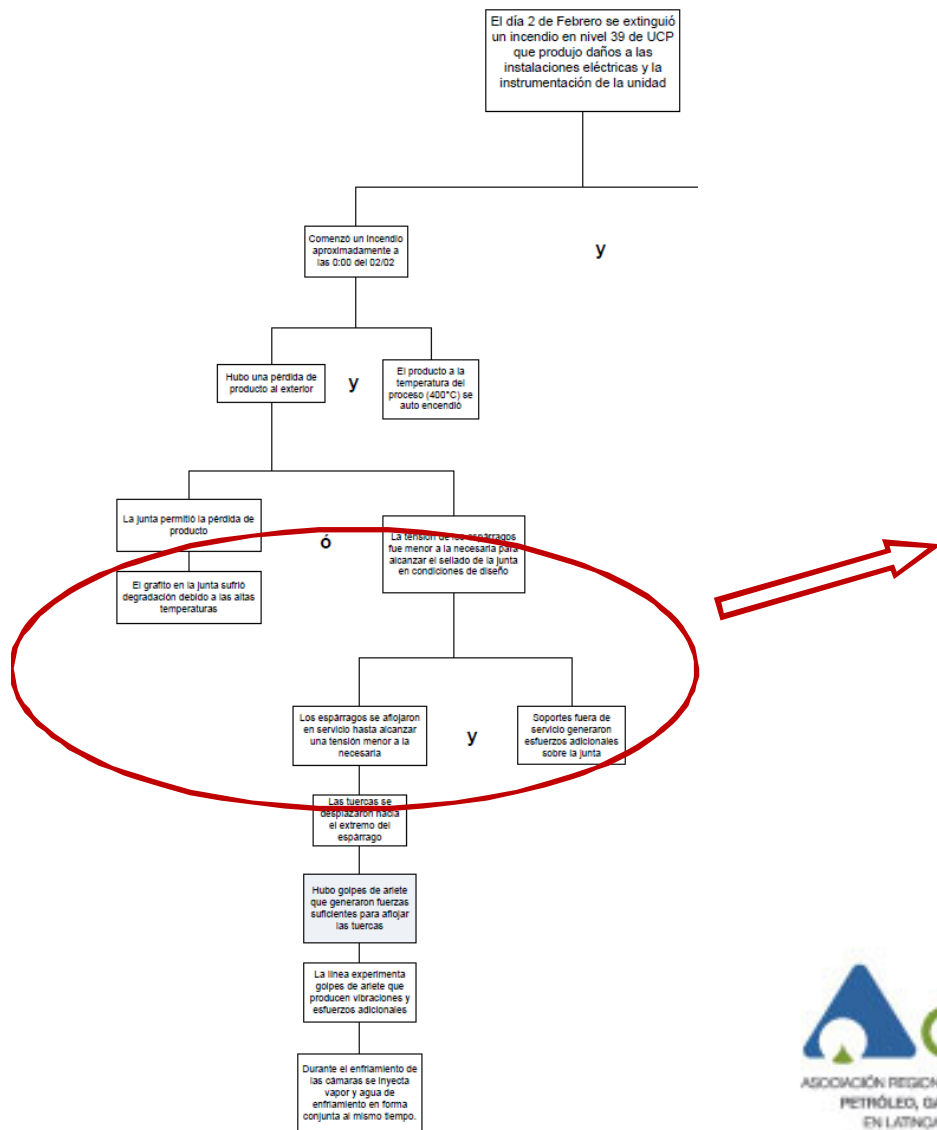 El día 2 de Febrero se extinguió
un incendio en nivel 39 de UCP
que produjo daños a las
instalaciones eléctricas y la
instrumentación de la unidad
Comenzó un incendio
aproximadamente a
las 0:00 del 02/02
y
Hubo una pérdida de
producto al exterior
y
El producto a la
temperatura del
proceso (400°C) se
auto encendió
La junta permitió la pérdida de
producto
ó
La tensión de los espárragos
fue menor a la necesaria para
alcanzar el sellado de la junta
en condiciones de diseño
El grafito en la junta sufrió
degradación debido a las altas
temperaturas
Los espárragos se aflojaron
en servicio hasta alcanzar
una tensión menor a la
necesaria
y
Soportes fuera de
servicio generaron
esfuerzos adicionales
sobre la junta
Las tuercas se
desplazaron hacia
el extremo del
espárrago
Hubo golpes de ariete
que generaron fuerzas
suficientes para aflojar
las tuercas
La línea experimenta
golpes de ariete que
producen vibraciones y
esfuerzos adicionales
Durante el enfriamiento de
las cámaras se inyecta
vapor y agua de
enfriamiento en forma
conjunta al mismo tiempo.
ASOCIACIÓN REGION
PETRÓLEO, GA
EN LATINOA